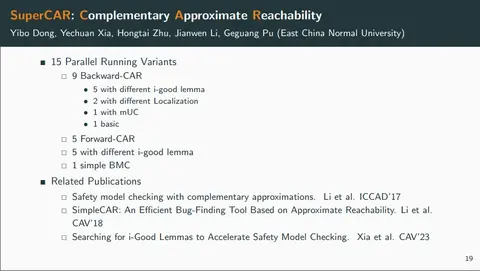 SuperCAR: Complementary Approximate Reachability
Yibo Dong, Yechuan Xia, Hongtai Zhu, Jianwen Li, Geguang Pu (East China Normal University)
15 Parallel Running Variants
9 Backward-CAR
5 with different i-good lemma
2 with different Localization
1 with mUC
1 basic
5 Forward-CAR
5 with different i-good lemma
1 simple BMC
Related Publications
Safety model checking with complementary approximations. Li et al. ICCAD'17
SimpleCAR: An Efficient Bug-Finding Tool Based on Approximate Reachability. Li et al.
CAV'18
Searching for i-Good Lemmas to Accelerate Safety Model Checking. Xia et al. CAV'23
19